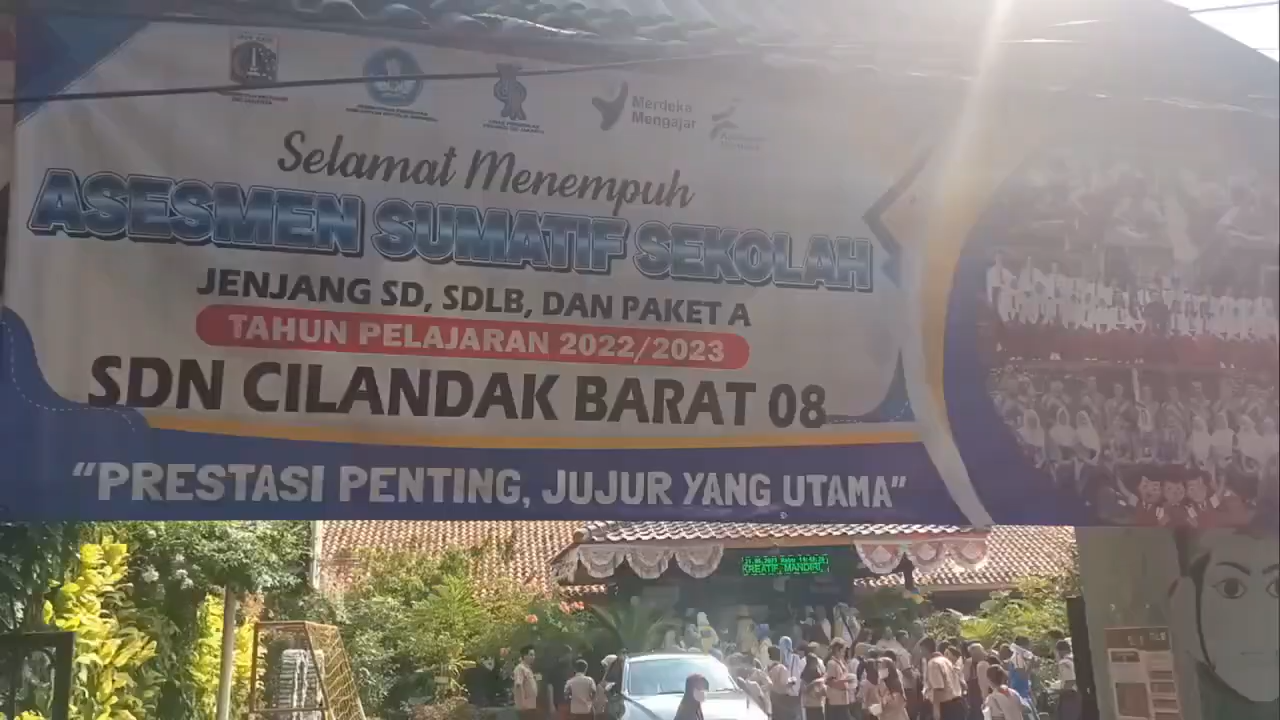 Merdeka
Mengajar
Selamat Menempuh
ASESMEN SUMATIF SEKOLAH
JENJANG SD, SDLB, DAN PAKET A
TAHUN PELAJARAN 2022/2023
SDN CILANDAK BARAT 08
“PRESTASI PENTING, JUJUR YANG UTAMA”
KREATIF, MANDIRI,